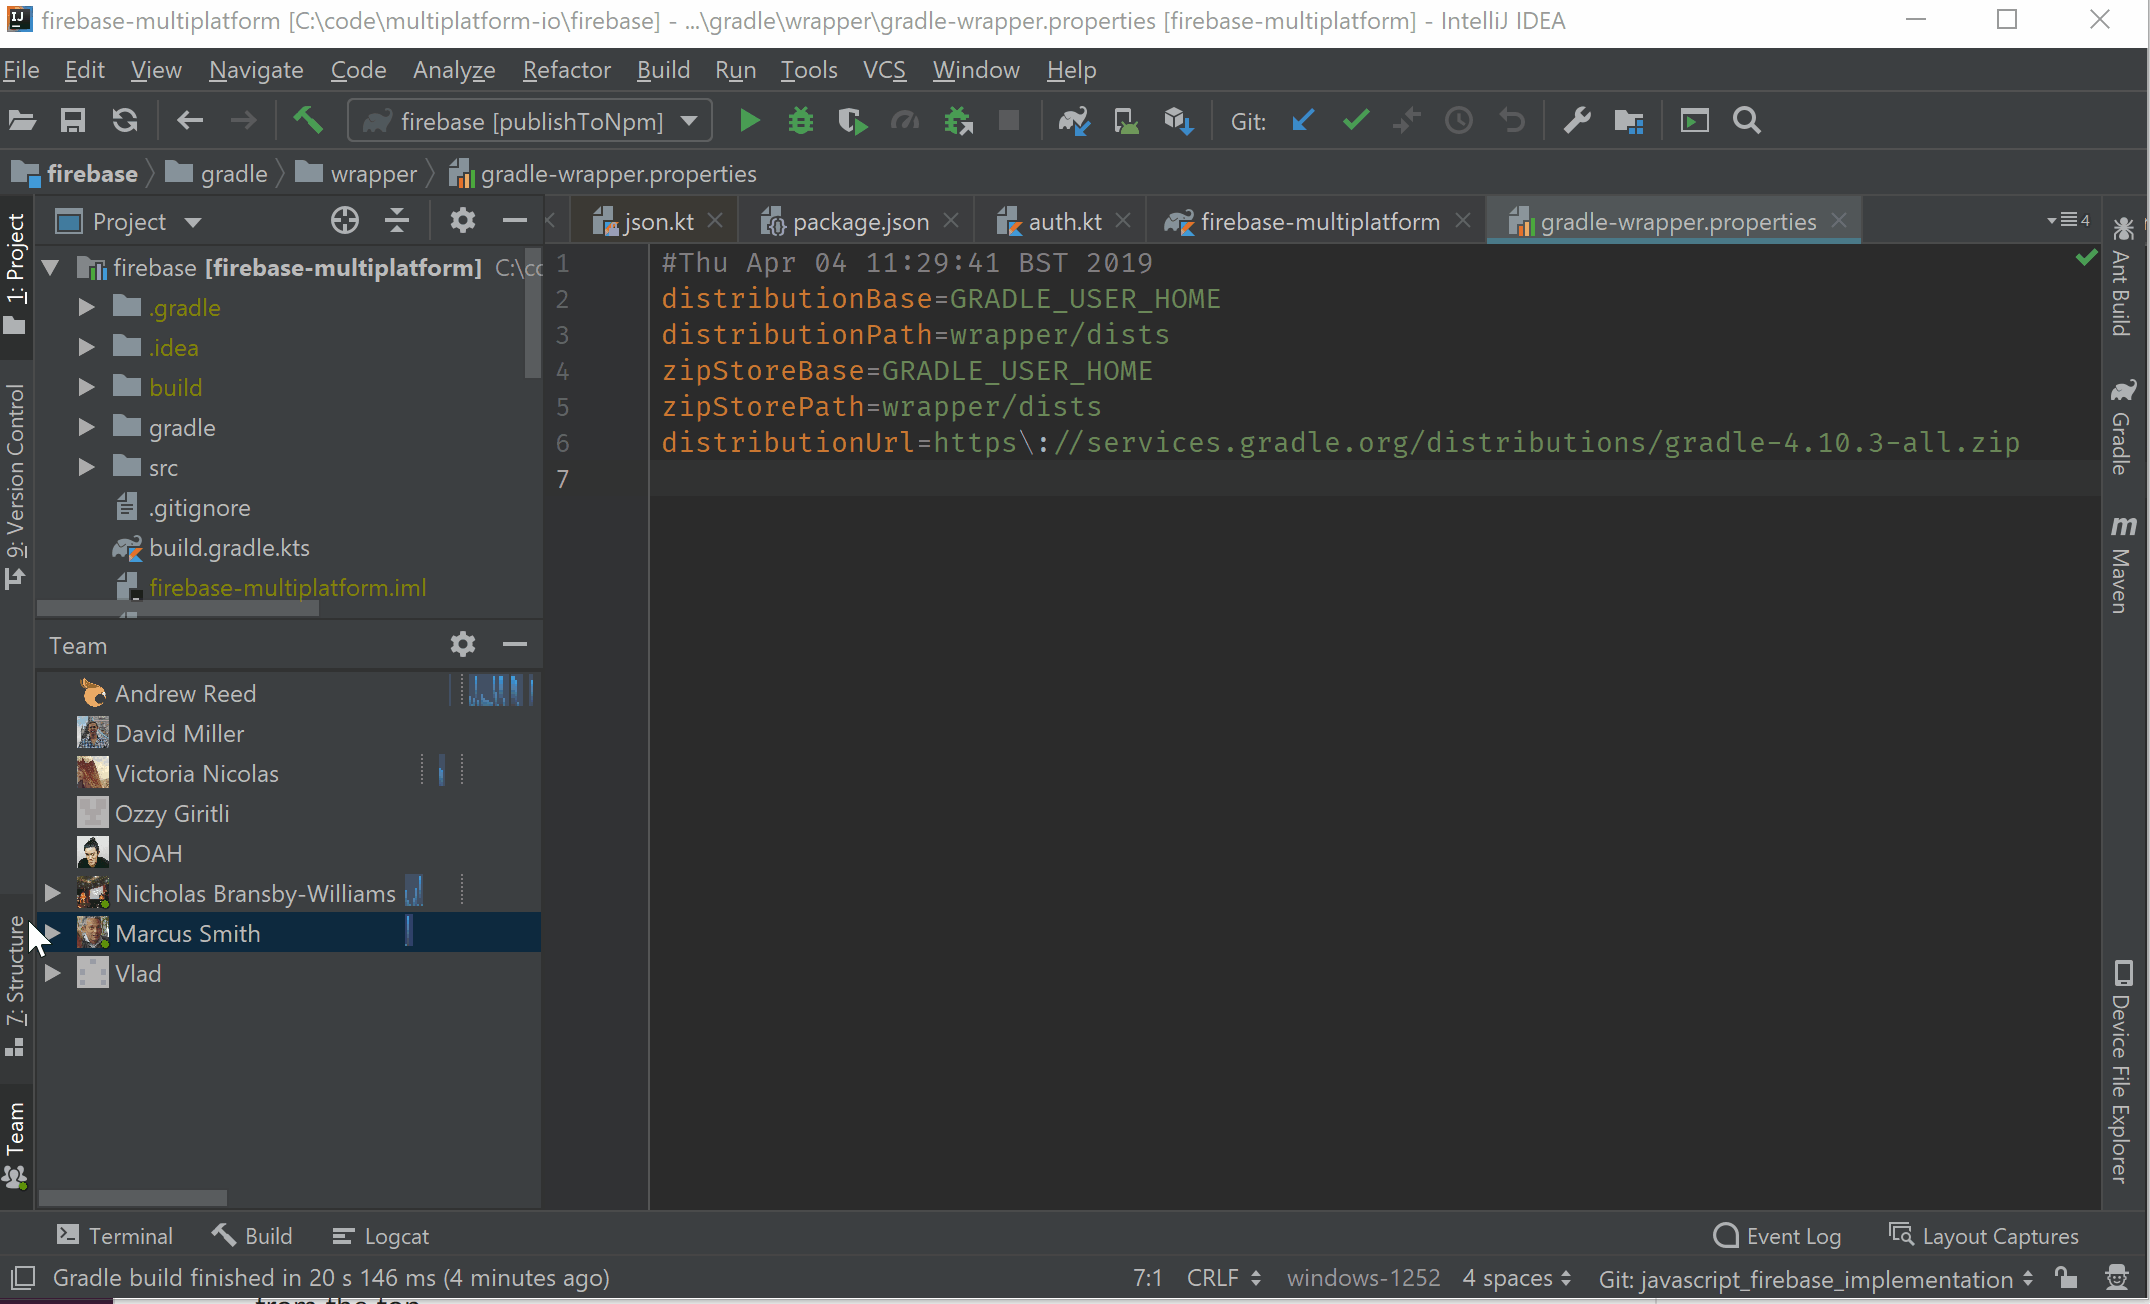 firebase-multiplatform [C:\code\multiplatform-io\firebase] - ...\gradle\wrapper\gradle-wrapper.properties [firebase-multiplatform] - IntelliJ IDEA
File Edit View Navigate Code Analyze Refactor Build Run Tools VCS Window Help
firebase [publishToNpm] Git:
firebase gradle wrapper gradle-wrapper.properties
1: Project
9: Version Control
7: Structure
Team
Project
firebase [firebase-multiplatform] C:\cc
.gradle
.idea
build
gradle
src
.gitignore
build.gradle.kts
firebase-multiplatform.iml
Team
Andrew Reed
David Miller
Victoria Nicolas
Ozzy Giritli
NOAH
Nicholas Bransby-Williams
Marcus Smith
Vlad
json.kt package.json auth.kt firebase-multiplatform gradle-wrapper.properties 4
1 #Thu Apr 04 11:29:41 BST 2019
2 distributionBase=GRADLE_USER_HOME
3 distributionPath=wrapper/dists
4 zipStoreBase=GRADLE_USER_HOME
5 zipStorePath=wrapper/dists
6 distributionUrl=https\://services.gradle.org/distributions/gradle-4.10.3-all.zip
7
Ant Build
Gradle
m Maven
Device File Explorer
Terminal Build Logcat Event Log Layout Captures
Gradle build finished in 20 s 146 ms (4 minutes ago) 7:1 CRLF windows-1252 4 spaces Git: javascript_firebase_implementation